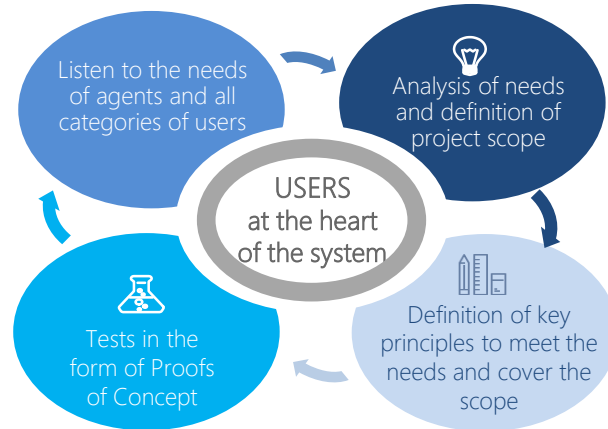 Listen to the needs
of agents and all
categories of users
Analysis of needs
and definition of
project scope
USERS
at the heart
of the system
Definition of key
principles to meet the
needs and cover the
scope
Tests in the
form of Proofs
of Concept